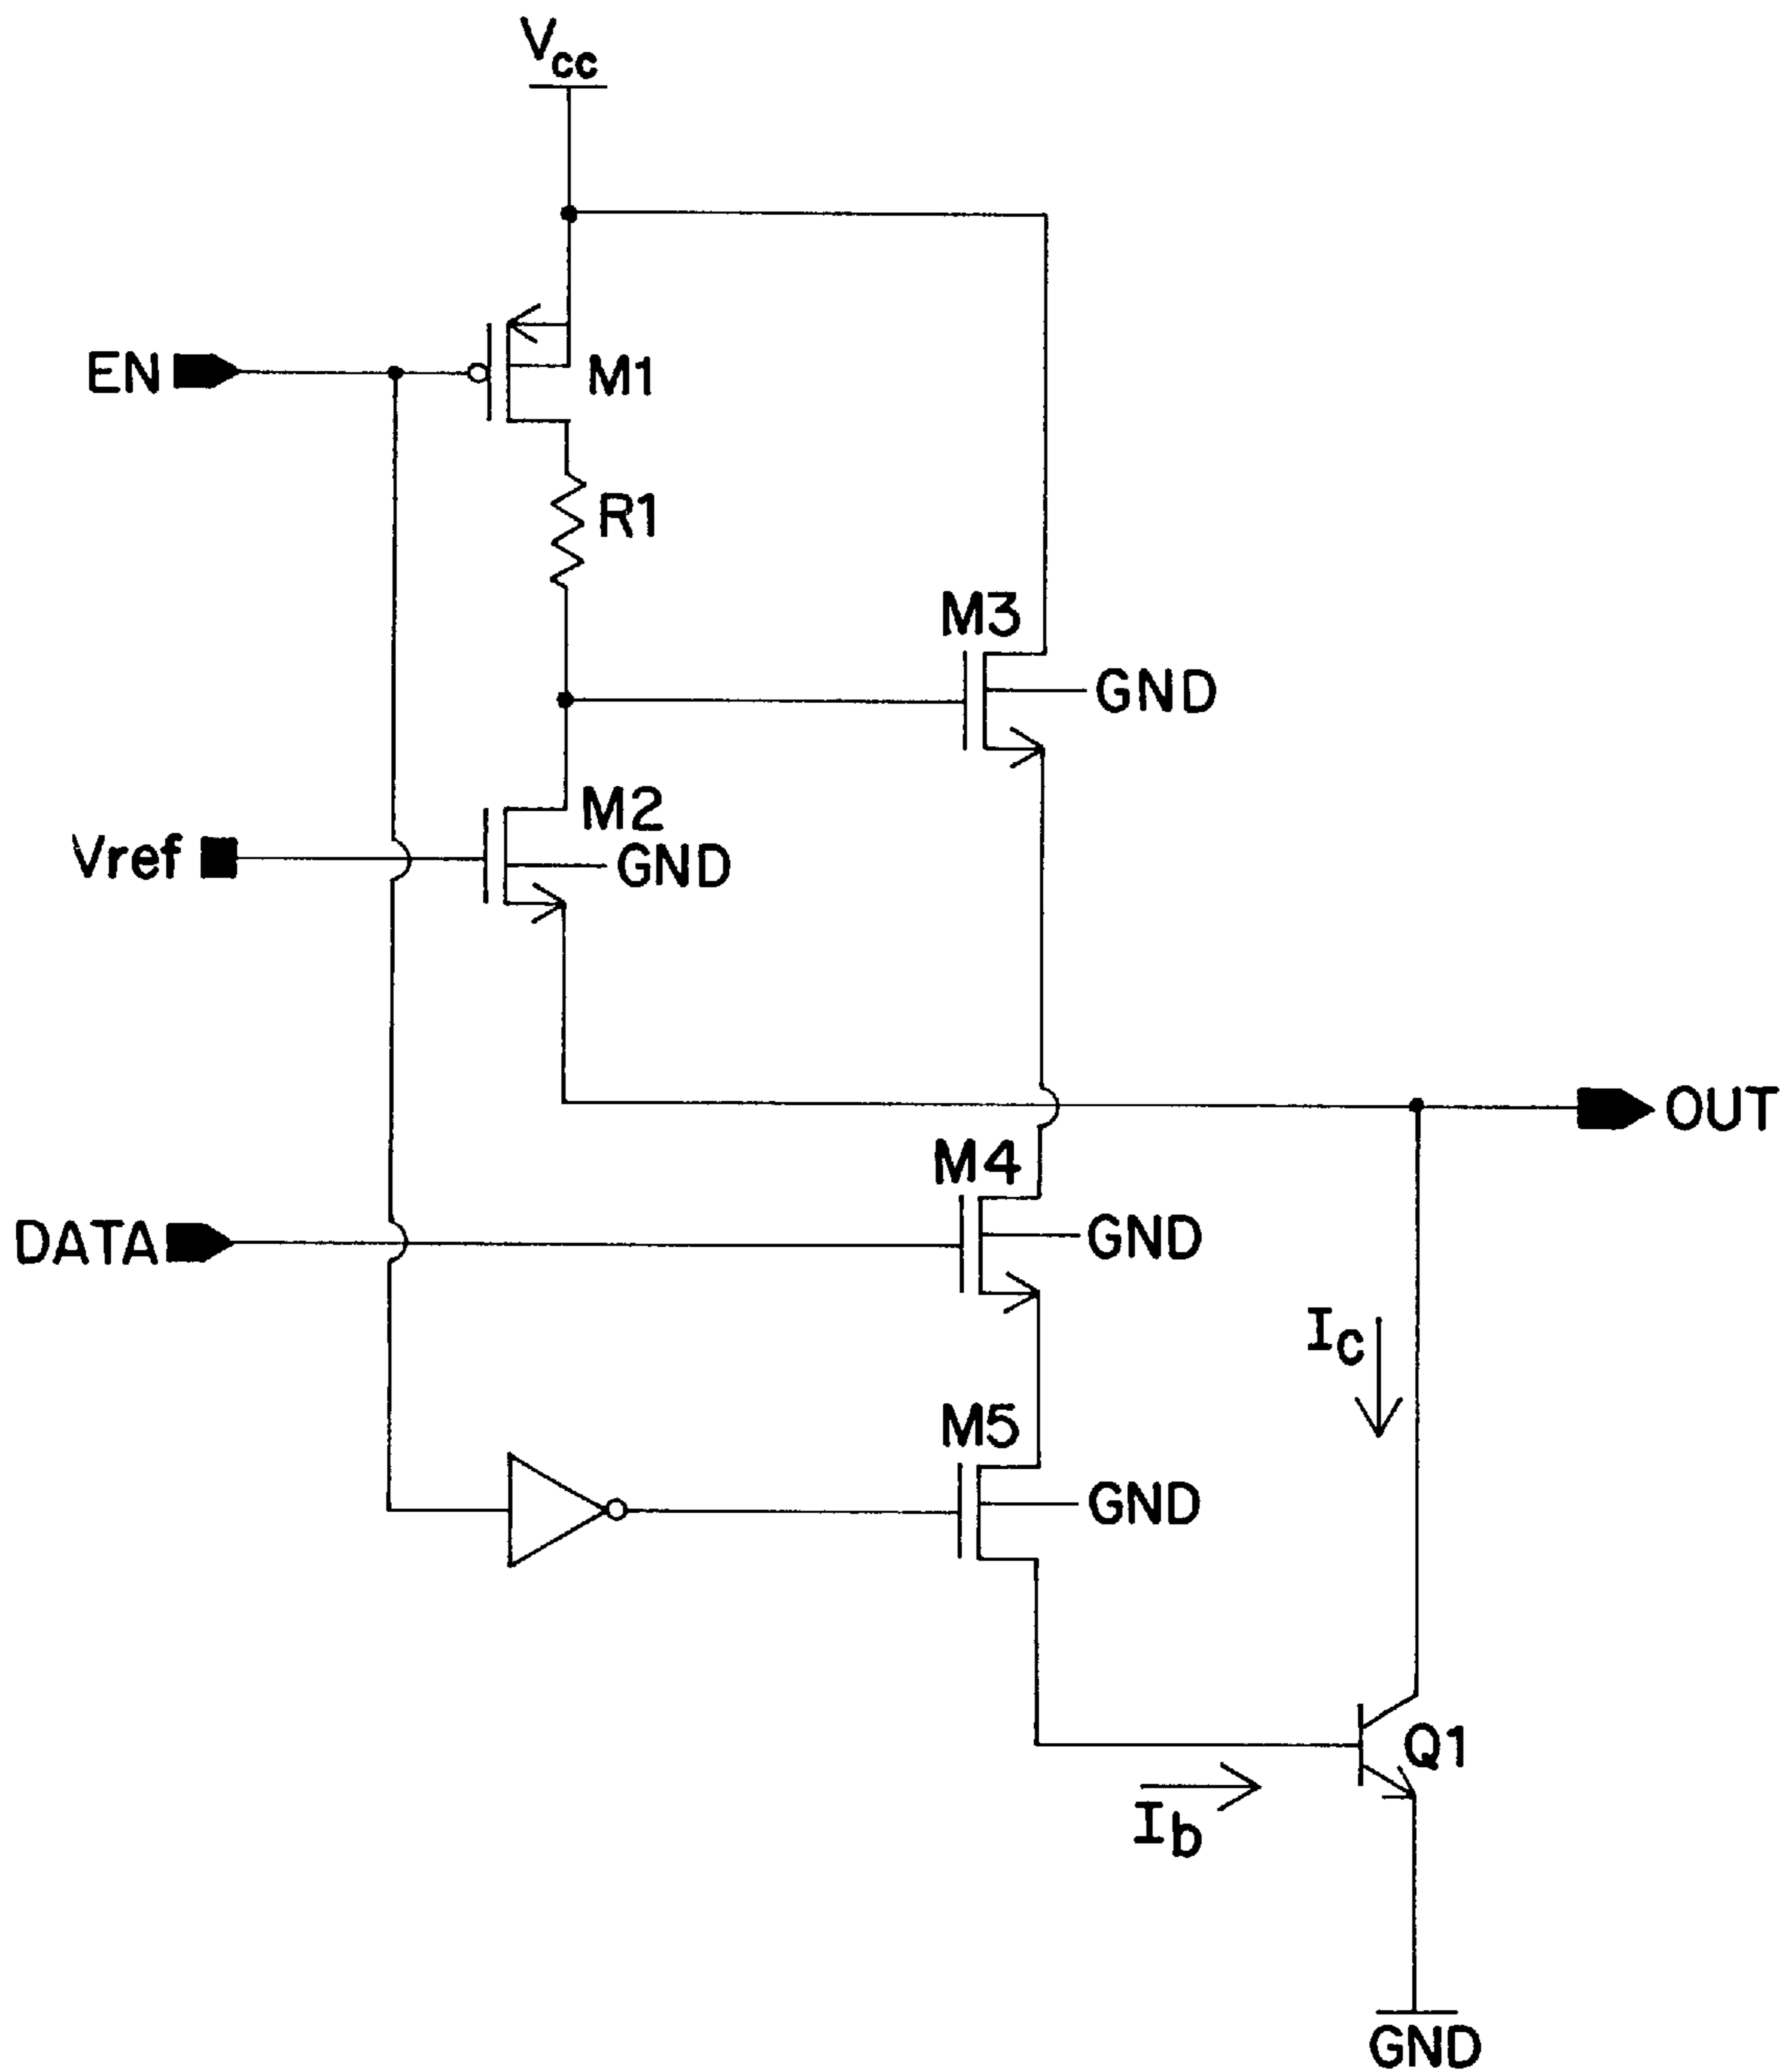 Vcc
EN
M1
R1
M3
GND
M2
Vref
GND
OUT
M4
DATA
GND
Ic
M5
GND
Q1
Ib
GND